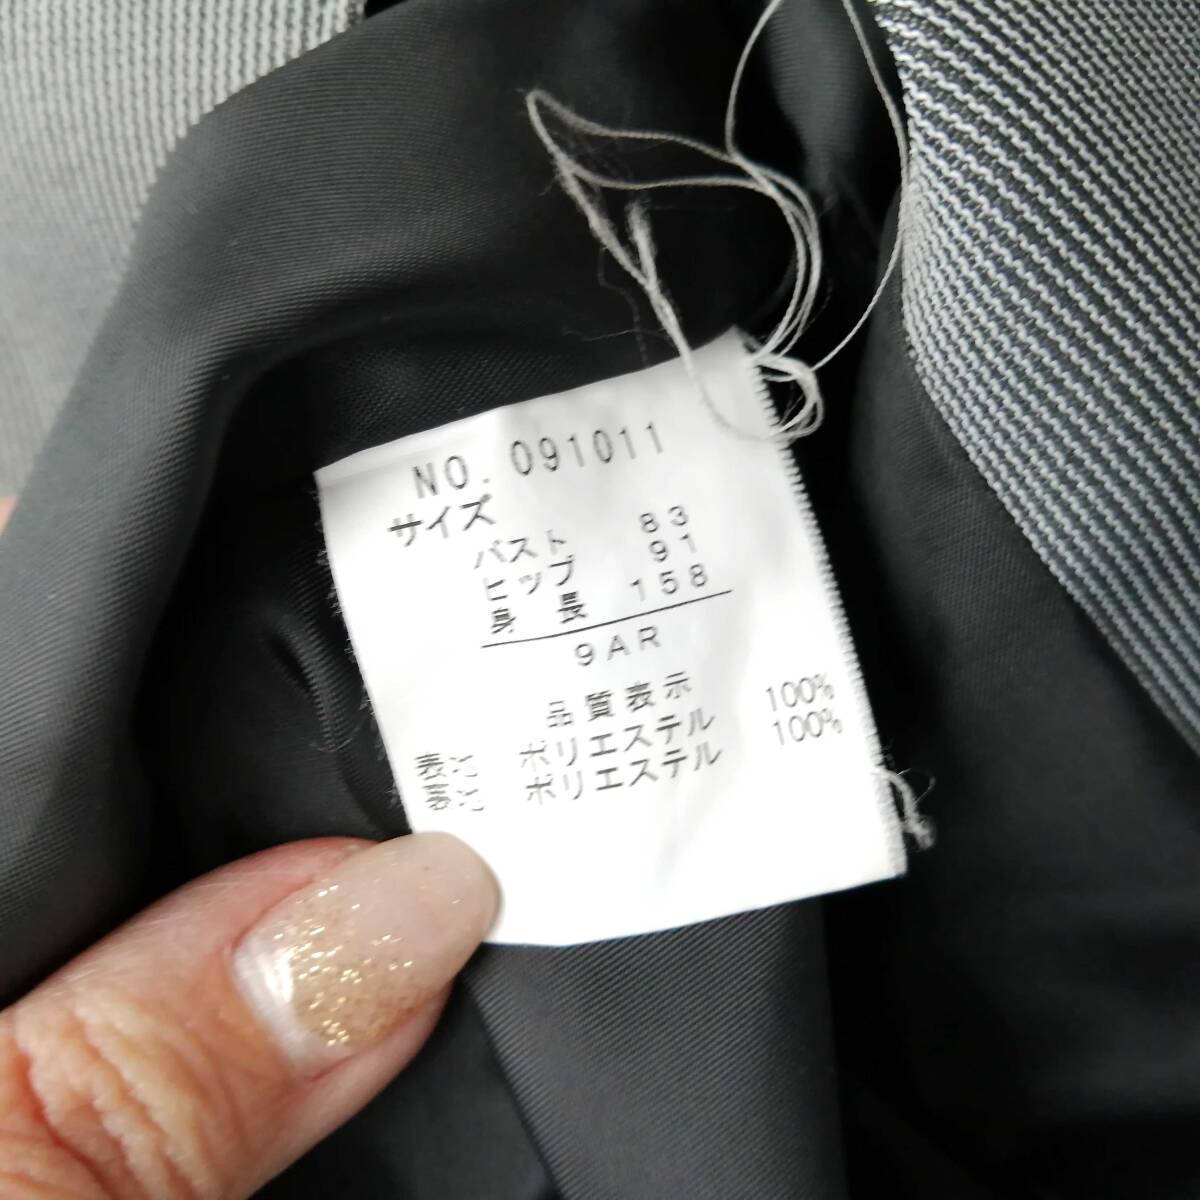 NO. 091011
サイズ
バスト 83
ヒップ 91
身長 158
9AR
品質表示
表地 ポリエステル 100%
裏地 ポリエステル 100%